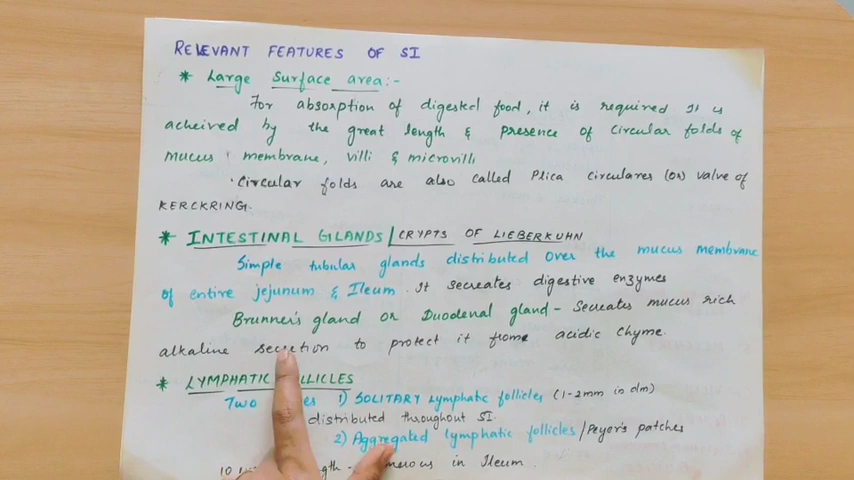 RELEVANT FEATURES OF SI
* Large Surface area:-
For absorption of digested food, it is required It is
acheived by the great length & presence of Circular folds of
mucus membrane, villi & microvilli
Circular folds are also called Plica circulares (or) valve of
KERCKRING.
* INTESTINAL GLANDS/CRYPTS OF LIEBERKUHN
Simple tubular glands distributed over the mucus membrane
of entire jejunum & Ileum. It secreates digestive enzymes
Brunner's gland or Duodenal gland - Secreates mucus rich
alkaline secretion to protect it from acidic chyme.
* LYMPHATIC
Two 1) SOLITARY lymphatic follicles (1-2mm in dm)
distributed throughout SI.
2) Aggregated lymphatic follicles/Peyer's patches
10 in Ileum.